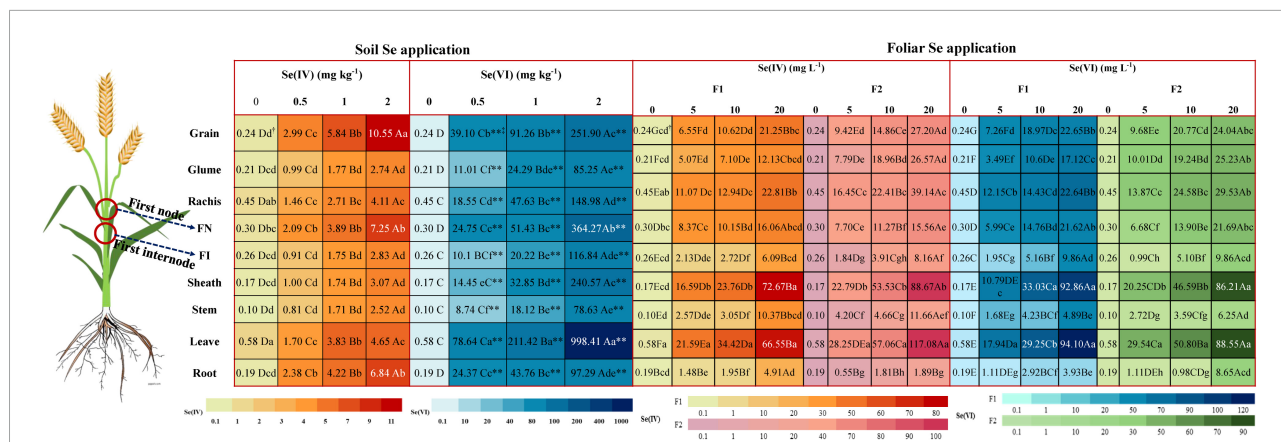 Soil Se application Foliar Se application
Se(IV) (mg kg-1) Se(VI) (mg kg-1) Se(IV) (mg L-1) Se(VI) (mg L-1)
F1 F2 F1 F2
0 0.5 1 2 0 0.5 1 2 0 5 10 20 0 5 10 20 0 5 10 20 0 5 10 20
Grain 0.24 Dd† 2.99 Cc 5.84 Bb 10.55 Aa 0.24 D 39.10 Cb**‡ 91.26 Bb** 251.90 Ac** 0.24Gcd† 6.55Fd 10.62Dd 21.25Bbc 0.24 9.42Ed 14.86Ce 27.20Ad 0.24G 7.26Fd 18.97Dc 22.65Bb 0.24 9.68Ee 20.77Cd 24.04Abc
Glume 0.21 Dcd 0.99 Cd 1.77 Bd 2.74 Ad 0.21 D 11.01 Cf** 24.29 Bde** 85.25 Ae** 0.21Fcd 5.07Ed 7.10De 12.13Cbcd 0.21 7.79De 18.96Bd 26.57Ad 0.21F 3.49Ef 10.6De 17.12Cc 0.21 10.01Dd 19.24Bd 25.23Ab
Rachis 0.45 Dab 1.46 Cc 2.71 Bc 4.11 Ac 0.45 C 18.55 Cd** 47.63 Bc** 148.98 Ad** 0.45Eab 11.07 Dc 12.94Dc 22.81Bb 0.45 16.45Cc 22.41Bc 39.14Ac 0.45D 12.15Cb 14.43Cd 22.64Bb 0.45 13.87Cc 24.58Bc 29.53Ab
First node
FN 0.30 Dbc 2.09 Cb 3.89 Bb 7.25 Ab 0.30 D 24.75 Cc** 51.43 Bc** 364.27Ab** 0.30Dbc 8.37Cc 10.15Bd 16.06Abcd 0.30 7.70Ce 11.27Bf 15.56Ae 0.30D 5.99Ce 14.76Bd 21.62Ab 0.30 6.68Cf 13.90Be 21.69Abc
First internode
FI 0.26 Dcd 0.91 Cd 1.75 Bd 2.83 Ad 0.26 C 10.1 BCf** 20.22 Be** 116.84 Ade** 0.26Ecd 2.13Dde 2.72Df 6.09Bcd 0.26 1.84Dg 3.91Cgh 8.16Af 0.26C 1.95Cg 5.16Bf 9.86Ad 0.26 0.99Ch 5.10Bf 9.86Acd
Sheath 0.17 Dcd 1.00 Cd 1.74 Bd 3.07 Ad 0.17 C 14.45 eC** 32.85 Bd** 240.57 Ac** 0.17Ecd 16.59Db 23.76Db 72.67Ba 0.17 22.79Db 53.53Cb 88.67Ab 0.17E 10.79DE c 33.03Ca 92.86Aa 0.17 20.25CDb 46.59Bb 86.21Aa
Stem 0.10 Dd 0.81 Cd 1.71 Bd 2.52 Ad 0.10 C 8.74 Cf** 18.12 Be** 78.63 Ae** 0.10Ed 2.57Dde 3.05Df 10.37Bbcd 0.10 4.20Cf 4.66Cg 11.66Aef 0.10F 1.68Eg 4.23BCf 4.89Be 0.10 2.72Dg 3.59Cfg 6.25Ad
Leave 0.58 Da 1.70 Cc 3.83 Bb 4.65 Ac 0.58 C 78.64 Ca** 211.42 Ba** 998.41 Aa** 0.58Fa 21.59Ea 34.42Da 66.55Ba 0.58 28.25DEa 57.06Ca 117.08Aa 0.58E 17.94Da 29.25Cb 94.10Aa 0.58 29.54Ca 50.80Ba 88.55Aa
Root 0.19 Dcd 2.38 Cb 4.22 Bb 6.84 Ab 0.19 D 24.37 Cc** 43.76 Bc** 97.29 Ade** 0.19Bcd 1.48Bc 1.95Bf 4.91Ad 0.19 0.55Bg 1.81Bh 1.89Bg 0.19E 1.11DEg 2.92BCf 3.93Be 0.19 1.11DEh 0.98CDg 8.65Acd
Se(IV) 0.1 1 2 3 4 5 7 9 11
Se(VI) 0.1 10 20 30 50 100 200 400 1000
Se(IV)
F1 0.1 1 10 20 30 50 60 70 80
F2 0.1 1 10 20 40 60 70 80 100
Se(VI)
F1 0.1 1 10 20 30 50 70 90 100 120
F2 0.1 1 10 20 30 50 60 70 90